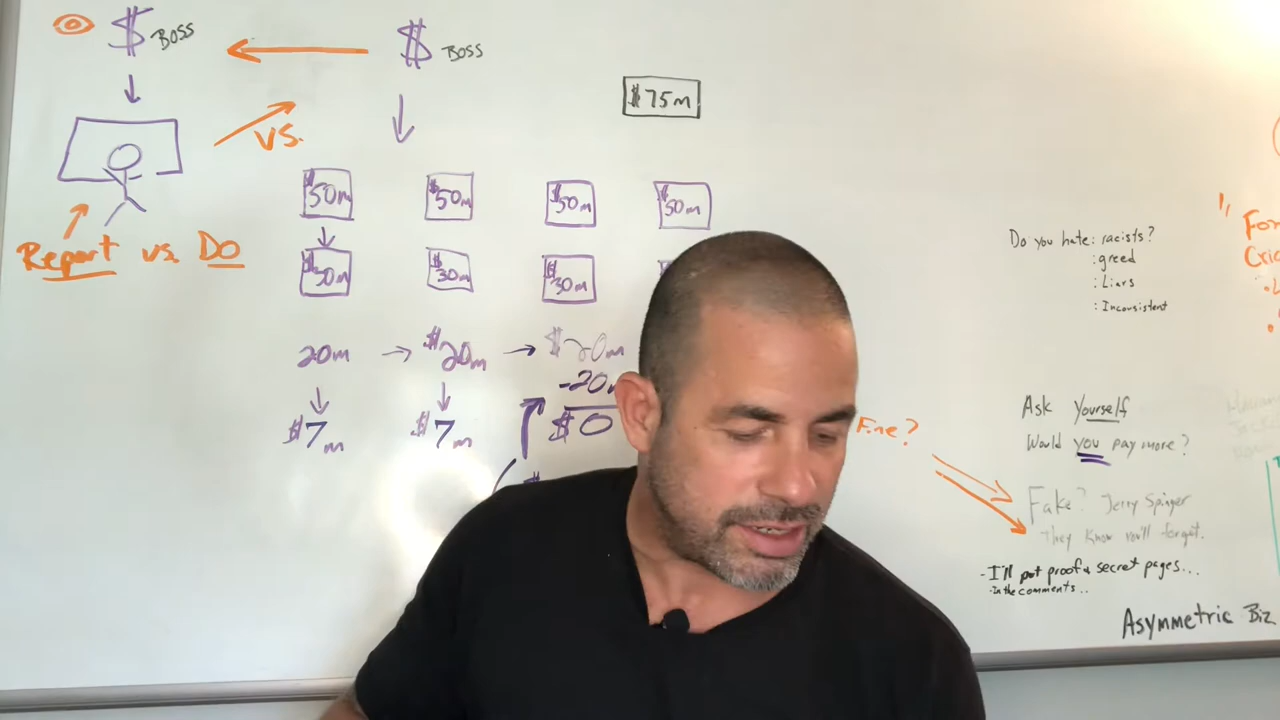 $ BOSS
$ BOSS
$75m
VS.
Report vs. Do
$50m $50m $50m $50m
$30m $30m $30m
20m → $20m → $20m
-20
$7m $7m $0
Do you hate: racists?
: greed
: Liars
: Inconsistent
Ask Yourself
Would you pay more?
Fine?
Fake? Jerry Springer
They Know you'll forget.
- I'll put proof & secret pages...
- In the comments..
Asymmetric Biz